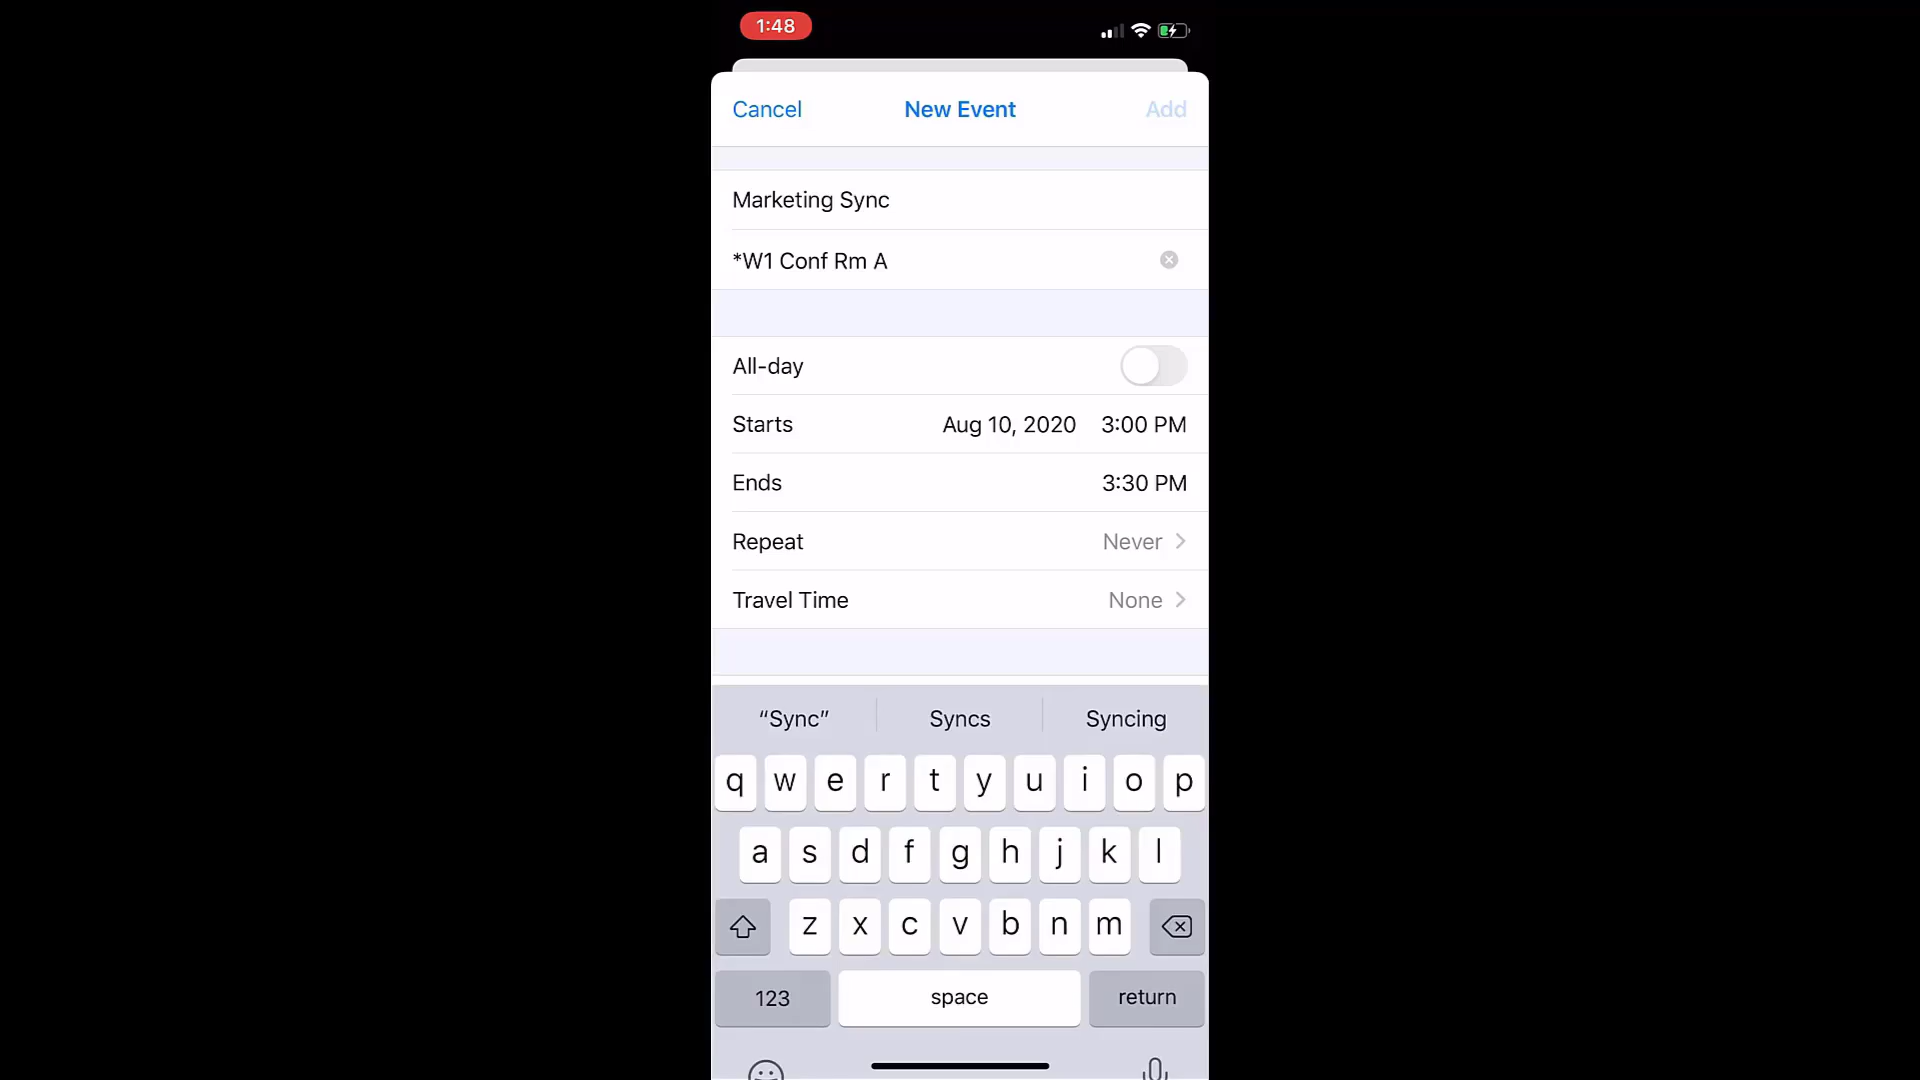 1:48
Cancel New Event Add
Marketing Sync
*W1 Conf Rm A
All-day
Starts Aug 10, 2020 3:00 PM
Ends 3:30 PM
Repeat Never
Travel Time None
“Sync” Syncs Syncing
q w e r t y u i o p
a s d f g h j k l
z x c v b n m
123 space return